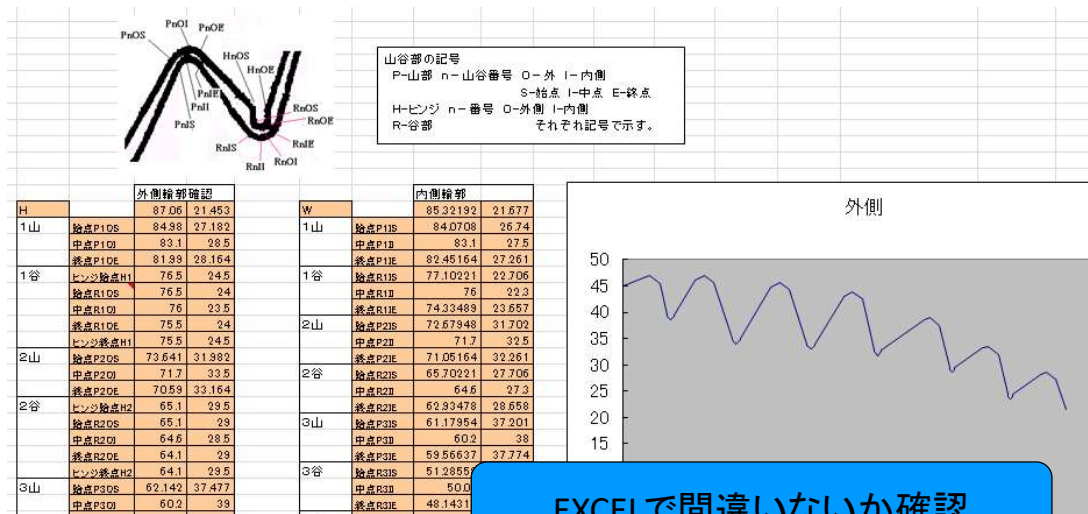 PnOI
PnOE
PnOS
HnOS
HnOE
PnIE
PnII
PnIS
RnOS
RnOE
RnIE
RnIS
RnOI
RnII
山谷部の記号
P-山部 n-山谷番号 O-外 I-内側
S-始点 I-中点 E-終点
H-ヒンジ n-番号 O-外側 I-内側
R-谷部 それぞれ記号で示す。
外側輪郭確認
H 87.06 21.453
1山 始点P1OS 84.98 27.182
中点P1OI 83.1 28.5
終点P1OE 81.99 28.164
1谷 ヒンジ始点H1 76.5 24.5
始点R1OS 76.5 24
中点R1OI 76 23.5
終点R1OE 75.5 24
ヒンジ終点H1 75.5 24.5
2山 始点P2OS 73.641 31.982
中点P2OI 71.7 33.5
終点P2OE 70.59 33.164
2谷 ヒンジ始点H2 65.1 29.5
始点R2OS 65.1 29
中点R2OI 64.6 28.5
終点R2OE 64.1 29
ヒンジ終点H2 64.1 29.5
3山 始点P3OS 62.142 37.477
中点P3OI 60.2 39
内側輪郭
W 85.32192 21.677
1山 始点P1IS 84.0708 26.74
中点P1II 83.1 27.5
終点P1IE 82.45164 27.261
1谷 始点R1IS 77.10221 22.706
中点R1II 76 22.3
終点R1IE 74.33489 23.657
2山 始点P2IS 72.67948 31.702
中点P2II 71.7 32.5
終点P2IE 71.05164 32.261
2谷 始点R2IS 65.70221 27.706
中点R2II 64.6 27.3
終点R2IE 62.93478 28.658
3山 始点P3IS 61.17954 37.201
中点P3II 60.2 38
終点P3IE 59.56637 37.774
3谷 始点R3IS 51.2855
中点R3II 50.0
終点R3IE 48.1431
外側
50
45
40
35
30
25
20
15
EXCELで間違いないか確認